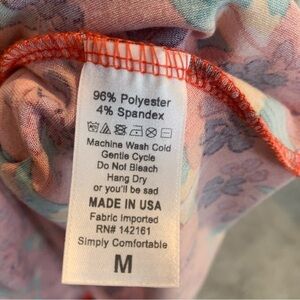 96% Polyester
4% Spandex
Machine Wash Cold
Gentle Cycle
Do Not Bleach
Hang Dry
or you'll be sad
MADE IN USA
Fabric Imported
RN# 142161
Simply Comfortable
M